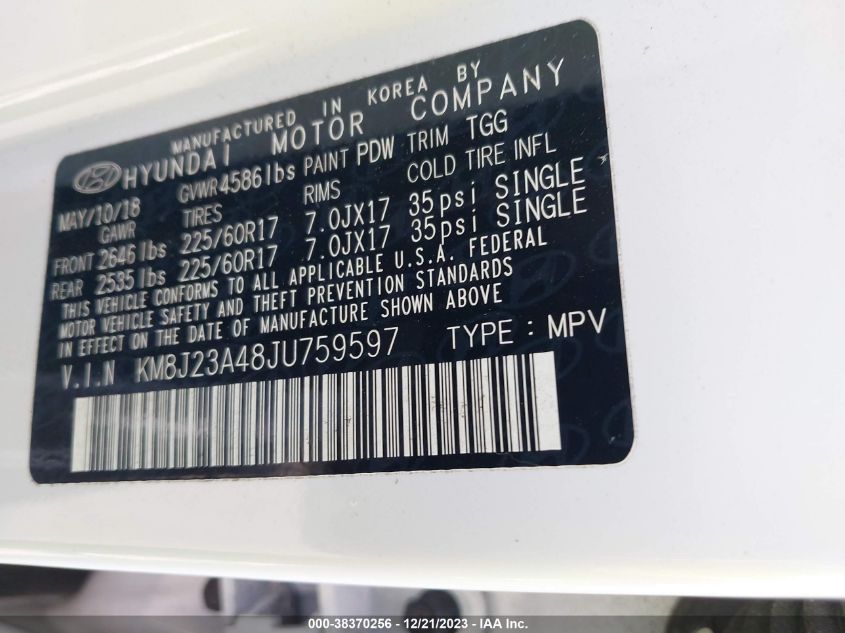 MANUFACTURED IN KOREA BY
HYUNDAI MOTOR COMPANY
MAY/10/18 GVWR 4586lbs PAINT PDW TRIM TGG
GAWR TIRES RIMS COLD TIRE INFL
FRONT 2646 lbs 225/60R17 7.0JX17 35psi SINGLE
REAR 2535 lbs 225/60R17 7.0JX17 35psi SINGLE
THIS VEHICLE CONFORMS TO ALL APPLICABLE U.S.A. FEDERAL
MOTOR VEHICLE SAFETY AND THEFT PREVENTION STANDARDS
IN EFFECT ON THE DATE OF MANUFACTURE SHOWN ABOVE
V.I.N KM8J23A48JU759597 TYPE : MPV
000-38370256 - 12/21/2023 - IAA Inc.